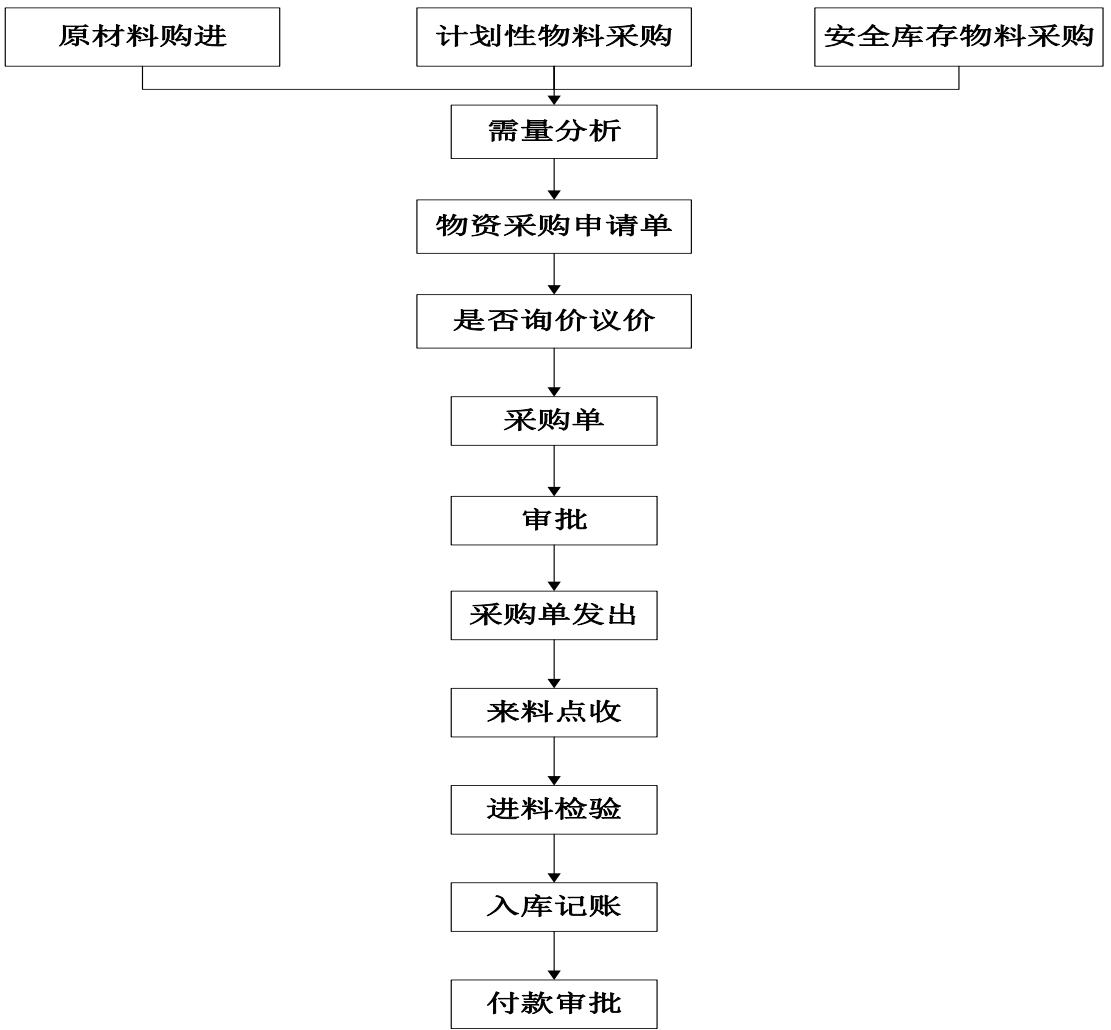 原材料购进
计划性物料采购
安全库存物料采购
需量分析
物资采购申请单
是否询价议价
采购单
审批
采购单发出
来料点收
进料检验
入库记账
付款审批